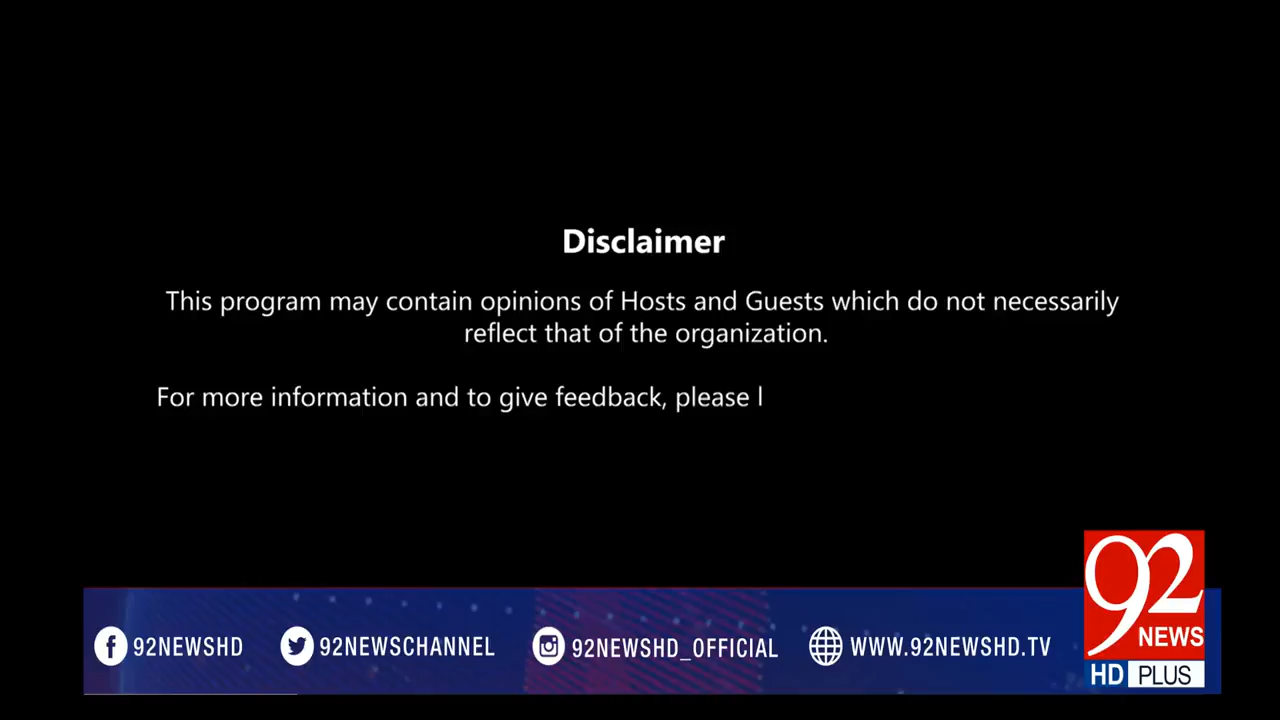 Disclaimer
This program may contain opinions of Hosts and Guests which do not necessarily
reflect that of the organization.
For more information and to give feedback, please l
92NEWSHD
92NEWSCHANNEL
92NEWSHD_OFFICIAL
WWW.92NEWSHD.TV
92
NEWS
HD PLUS